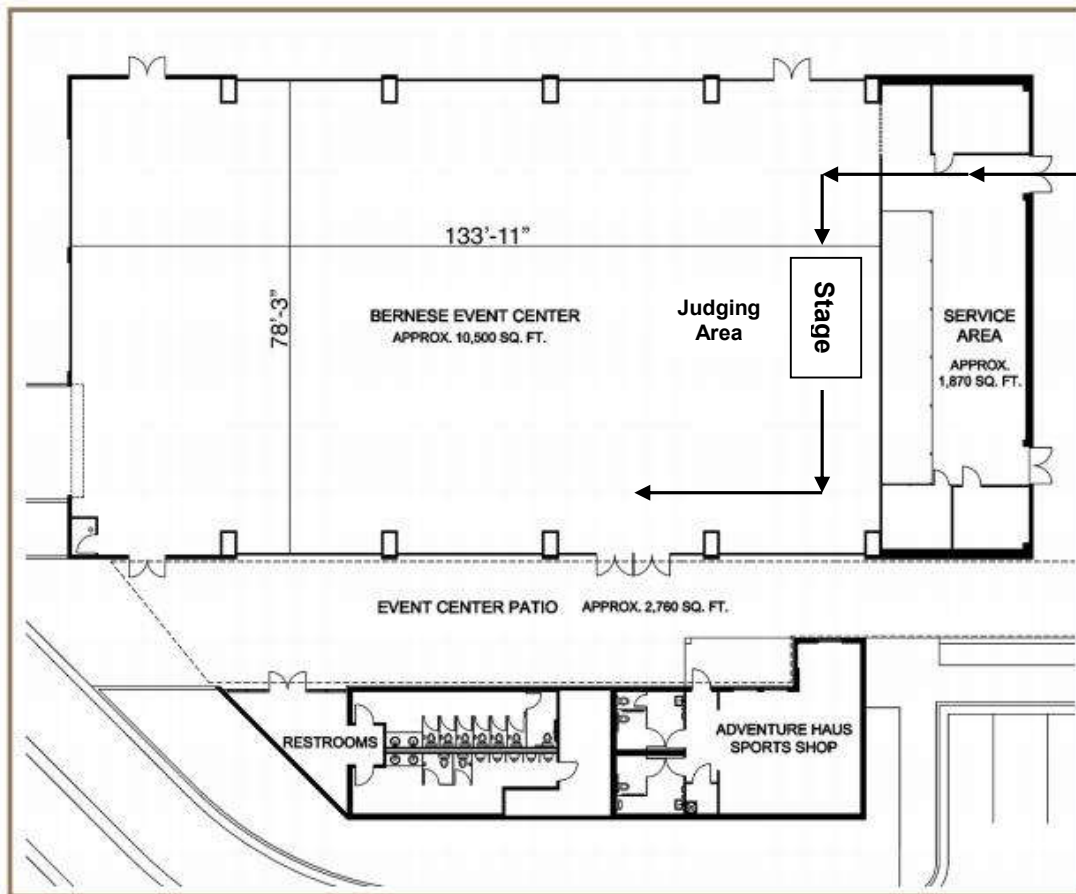 133'-11"
78'-3"
BERNESE EVENT CENTER
APPROX. 10,500 SQ. FT.
Judging
Area
Stage
SERVICE
AREA
APPROX.
1,870 SQ. FT.
EVENT CENTER PATIO APPROX. 2,760 SQ. FT.
RESTROOMS
ADVENTURE HAUS
SPORTS SHOP